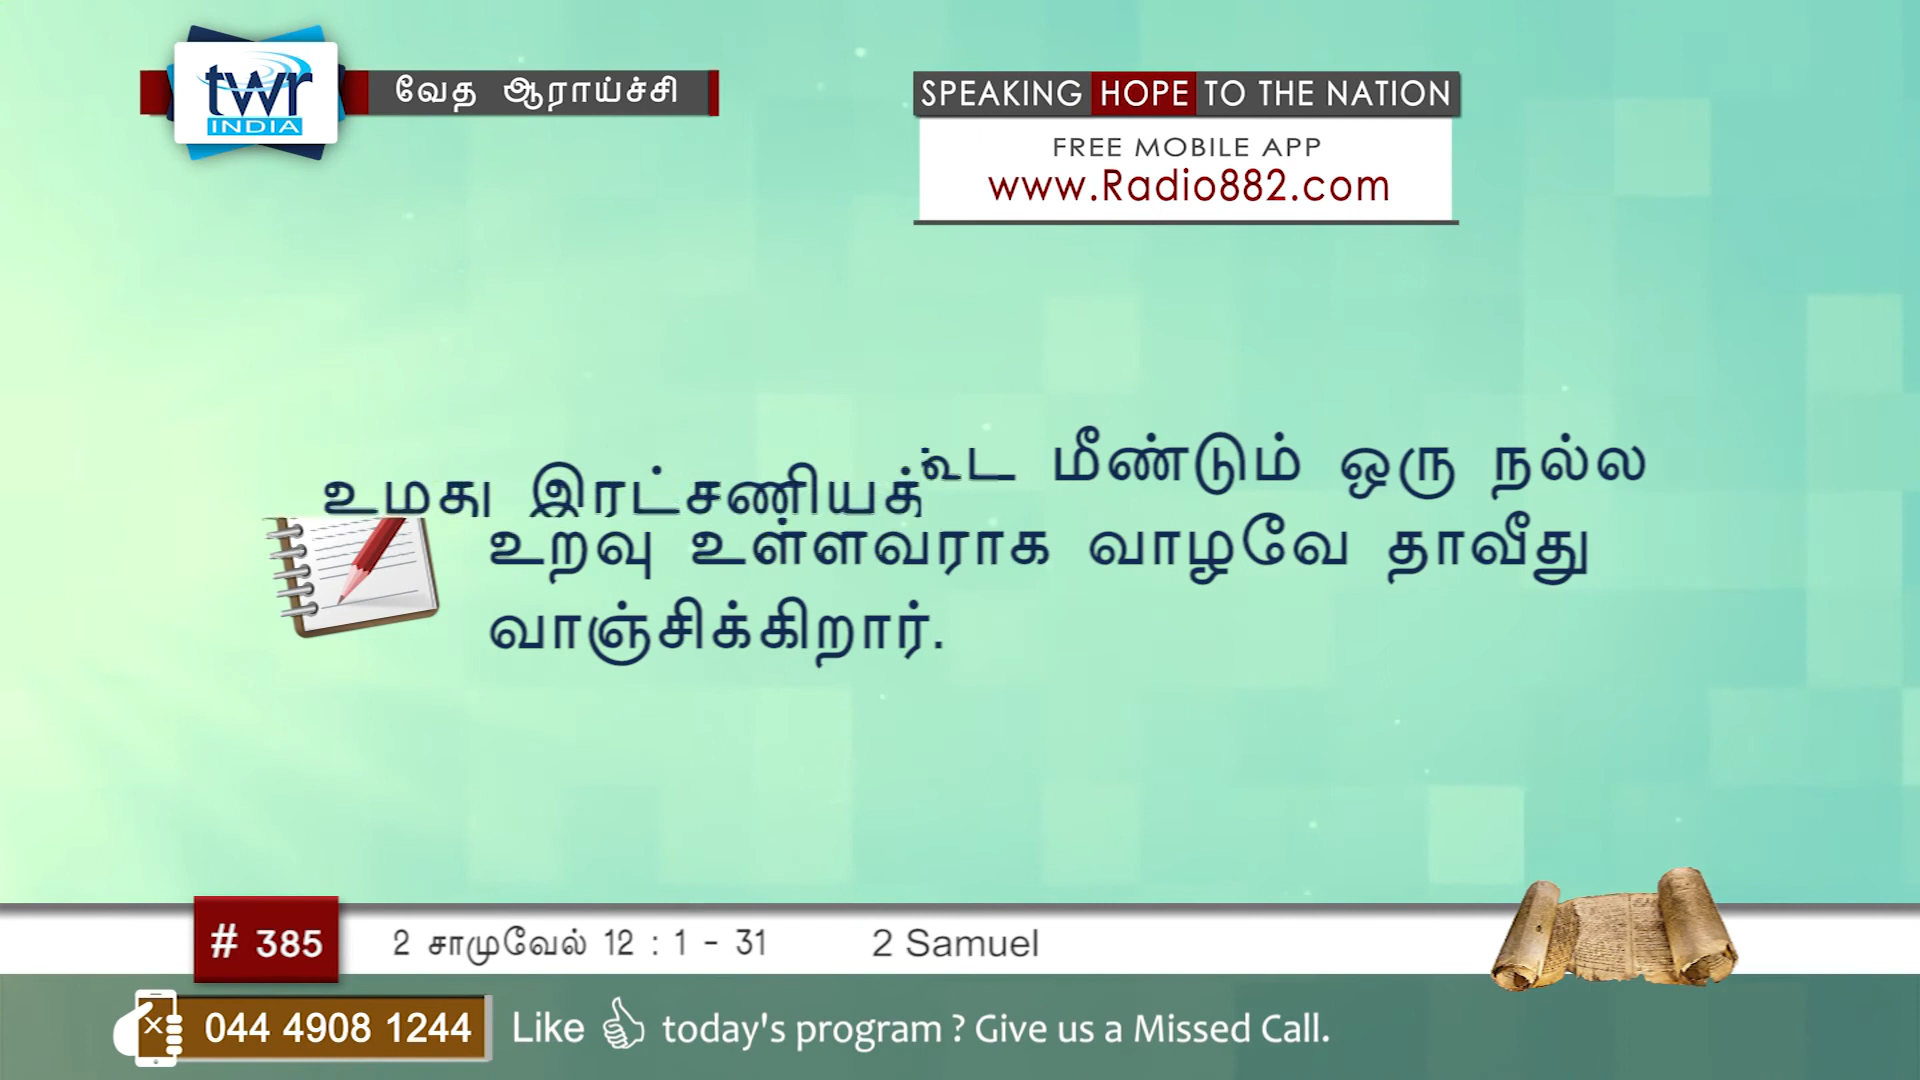 twr
INDIA
வேத ஆராய்ச்சி
SPEAKING HOPE TO THE NATION
FREE MOBILE APP
www.Radio882.com
உமது இரட்சணியத்
கூட மீண்டும் ஒரு நல்ல
உறவு உள்ளவராக வாழவே தாவீது
வாஞ்சிக்கிறார்.
# 385
2 சாமுவேல் 12 : 1 - 31
2 Samuel
044 4908 1244
Like today's program ? Give us a Missed Call.